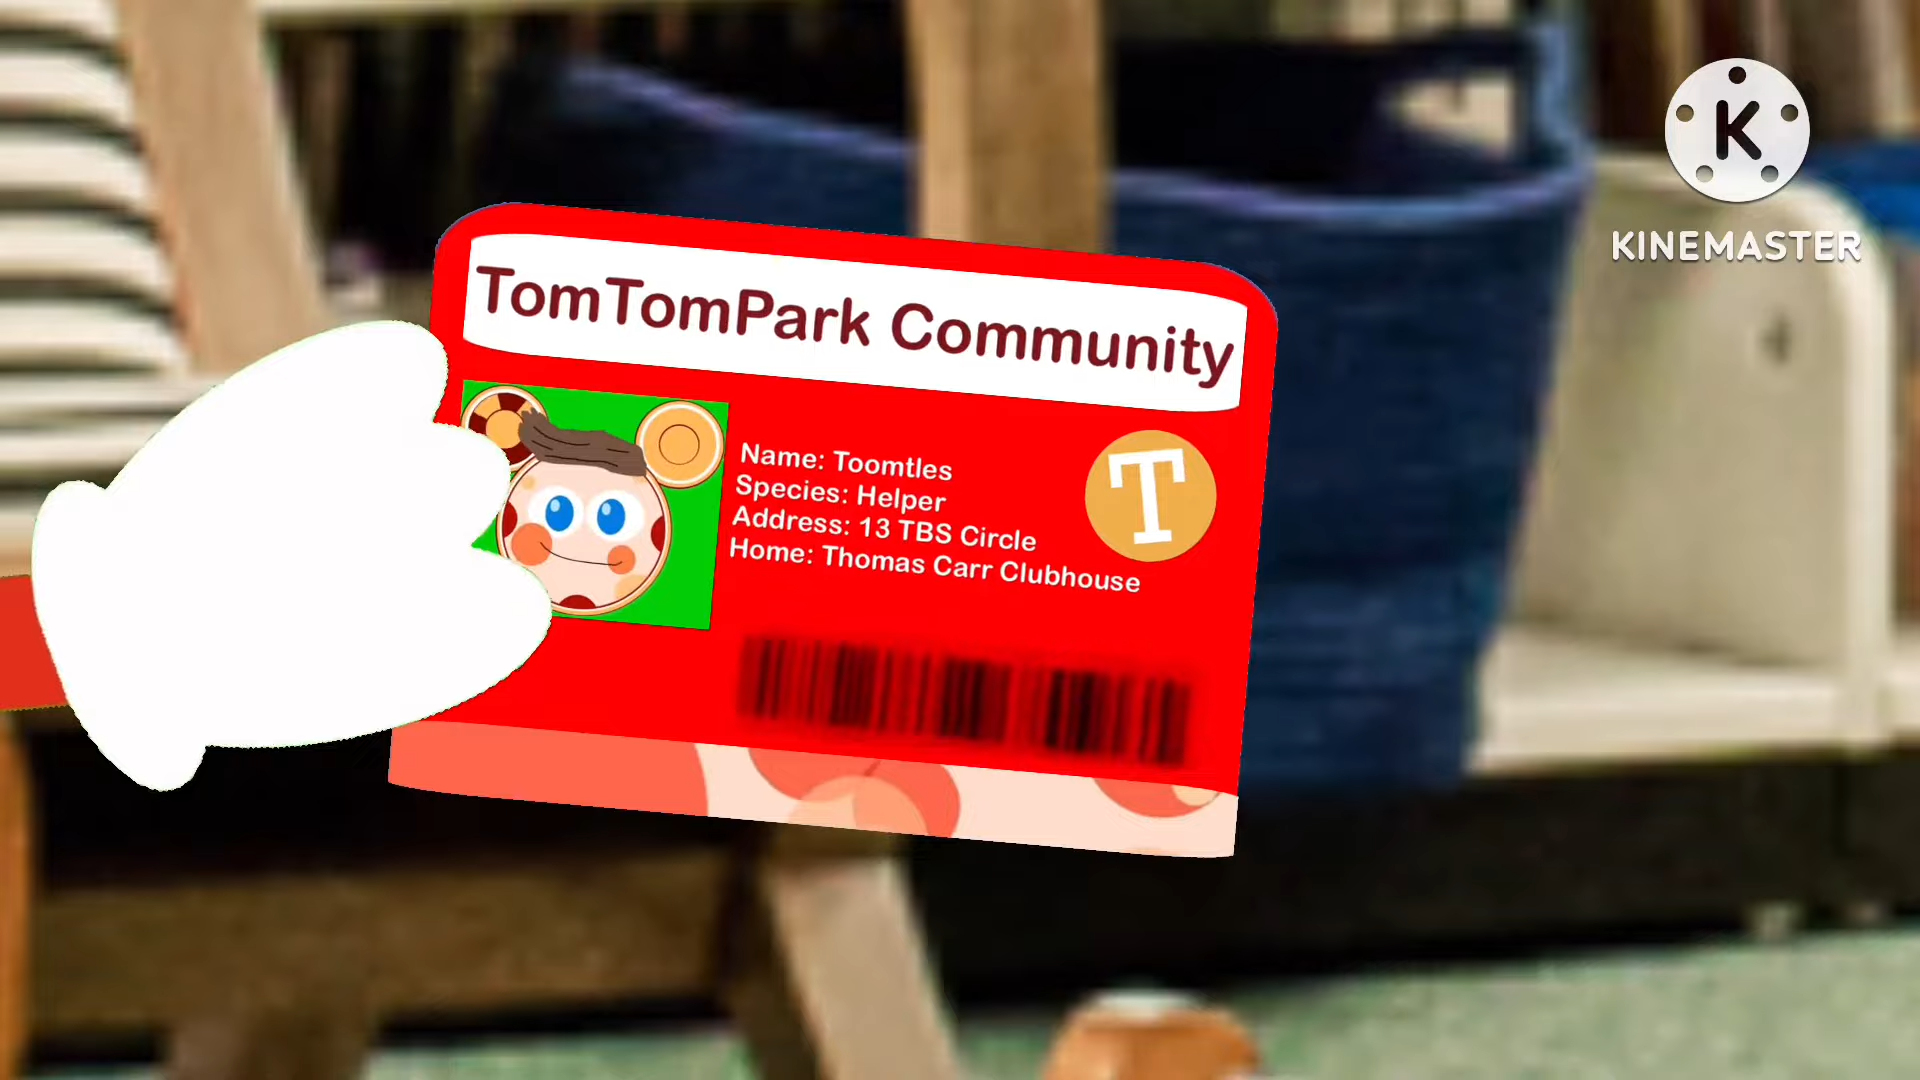 K
KINEMASTER
TomTomPark Community
Name: Toomtles
Species: Helper
Address: 13 TBS Circle
Home: Thomas Carr Clubhouse
T